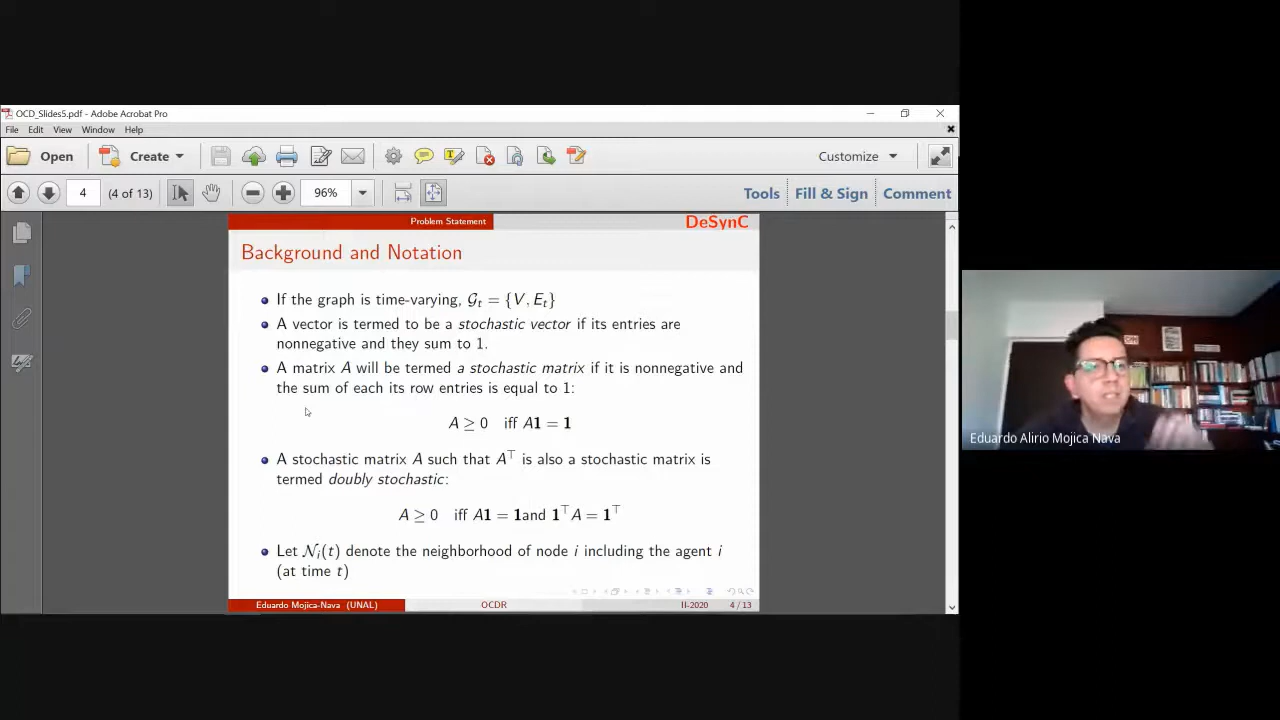 OCD_Slides5.pdf - Adobe Acrobat Pro
File Edit View Window Help
Open Create Customize
4 (4 of 13) 96% Tools Fill & Sign Comment
Problem Statement DeSynC
Background and Notation
If the graph is time-varying, 𝒢ₜ = {V, Eₜ}
A vector is termed to be a stochastic vector if its entries are
nonnegative and they sum to 1.
A matrix A will be termed a stochastic matrix if it is nonnegative and
the sum of each its row entries is equal to 1:
A ≥ 0 iff A𝟏 = 𝟏
A stochastic matrix A such that A⊤ is also a stochastic matrix is
termed doubly stochastic:
A ≥ 0 iff A𝟏 = 𝟏and 𝟏⊤A = 𝟏⊤
Let 𝒩ᵢ(t) denote the neighborhood of node i including the agent i
(at time t)
Eduardo Mojica-Nava (UNAL) OCDR II-2020 4 / 13
Eduardo Alirio Mojica Nava